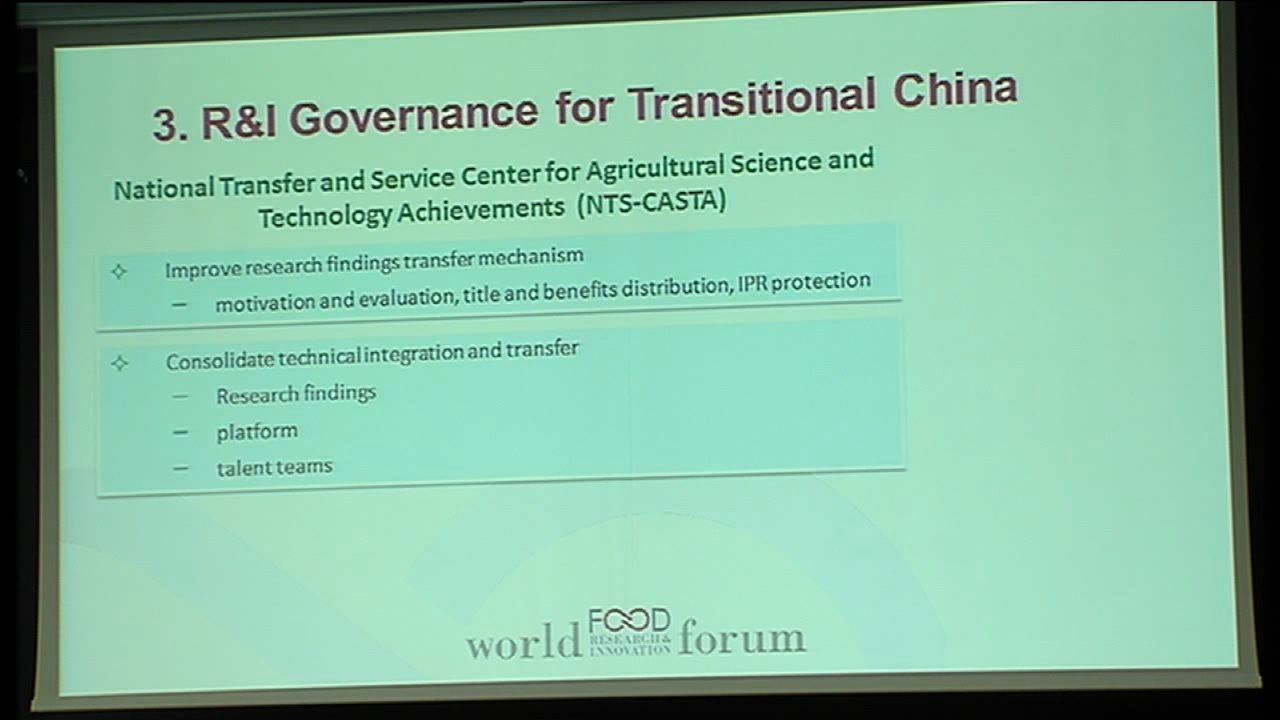 3. R&I Governance for Transitional China
National Transfer and Service Center for Agricultural Science and
Technology Achievements (NTS-CASTA)
Improve research findings transfer mechanism
– motivation and evaluation, title and benefits distribution, IPR protection
Consolidate technical integration and transfer
– Research findings
– platform
– talent teams
world FOOD RESEARCH & INNOVATION forum